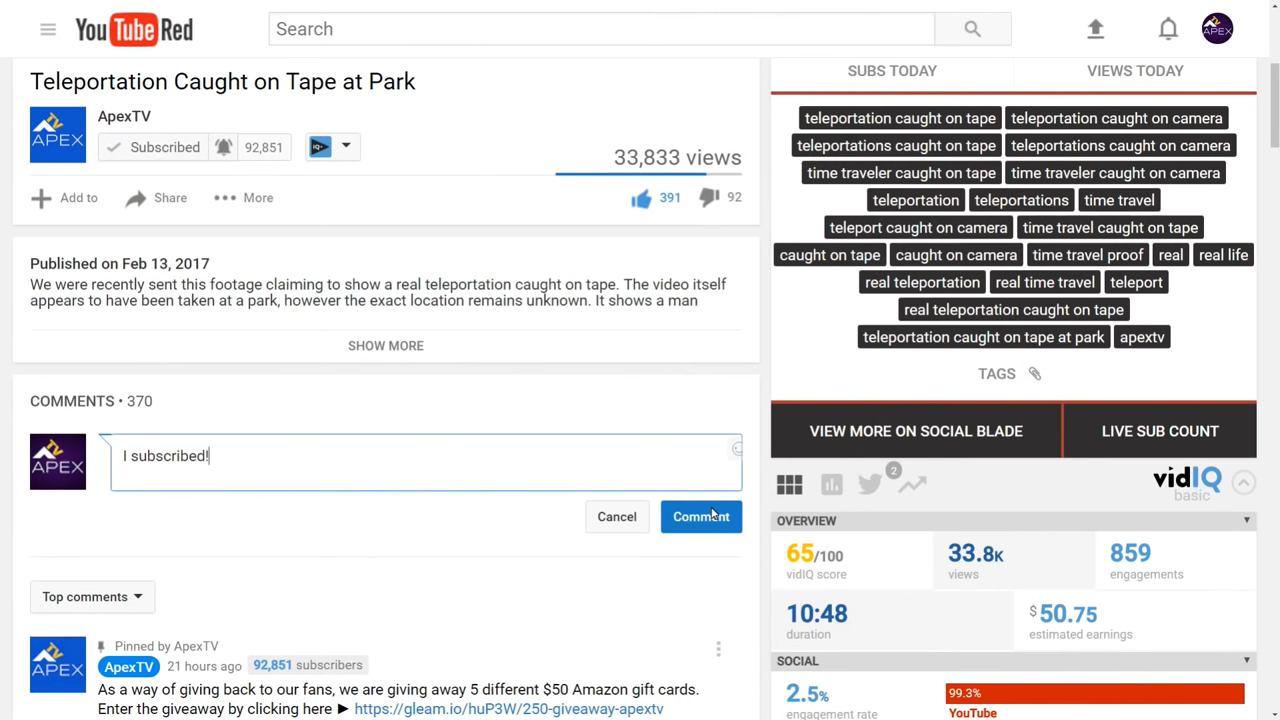 YouTube Red
Search
APEX
Teleportation Caught on Tape at Park
APEX
ApexTV
Subscribed 92,851
33,833 views
Add to Share More
391 92
Published on Feb 13, 2017
We were recently sent this footage claiming to show a real teleportation caught on tape. The video itself
appears to have been taken at a park, however the exact location remains unknown. It shows a man
SHOW MORE
COMMENTS • 370
APEX
I subscribed!
Cancel Comment
Top comments
APEX
Pinned by ApexTV
ApexTV 21 hours ago 92,851 subscribers
As a way of giving back to our fans, we are giving away 5 different $50 Amazon gift cards.
Enter the giveaway by clicking here ► https://gleam.io/huP3W/250-giveaway-apextv
SUBS TODAY VIEWS TODAY
teleportation caught on tape teleportation caught on camera
teleportations caught on tape teleportations caught on camera
time traveler caught on tape time traveler caught on camera
teleportation teleportations time travel
teleport caught on camera time travel caught on tape
caught on tape caught on camera time travel proof real real life
real teleportation real time travel teleport
real teleportation caught on tape
teleportation caught on tape at park apextv
TAGS
VIEW MORE ON SOCIAL BLADE LIVE SUB COUNT
2
vidIQ
basic
OVERVIEW
65/100 33.8K 859
vidIQ score views engagements
10:48 $50.75
duration estimated earnings
SOCIAL
2.5% 99.3%
engagement rate YouTube